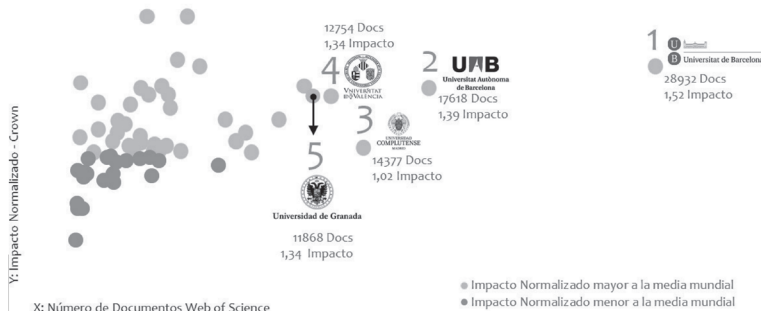 12754 Docs
1,34 Impacto
4
VNIVERSITAT
ID VALÈNCIA
2
UAB
Universitat Autònoma
de Barcelona
17618 Docs
1,39 Impacto
1
U
B Universitat de Barcelona
28932 Docs
1,52 Impacto
3
UNIVERSIDAD
COMPLUTENSE
MADRID
14377 Docs
1,02 Impacto
5
Universidad de Granada
11868 Docs
1,34 Impacto
Y: Impacto Normalizado - Crown
X: Número de Documentos Web of Science
Impacto Normalizado mayor a la media mundial
Impacto Normalizado menor a la media mundial